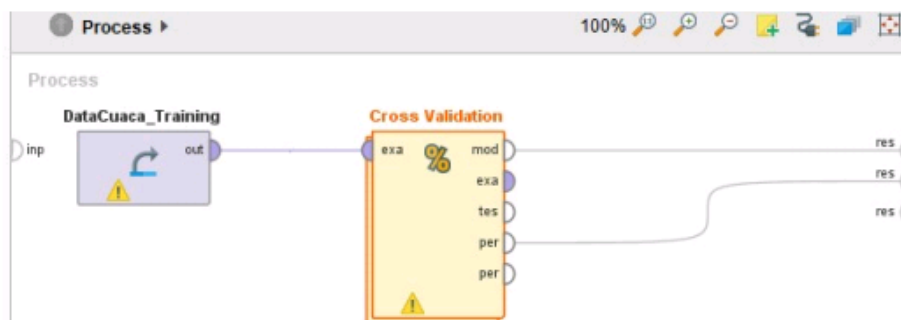 Process
100%
Process
DataCuaca_Training
Cross Validation
inp
out
exa
mod
exa
tes
per
per
res
res
res